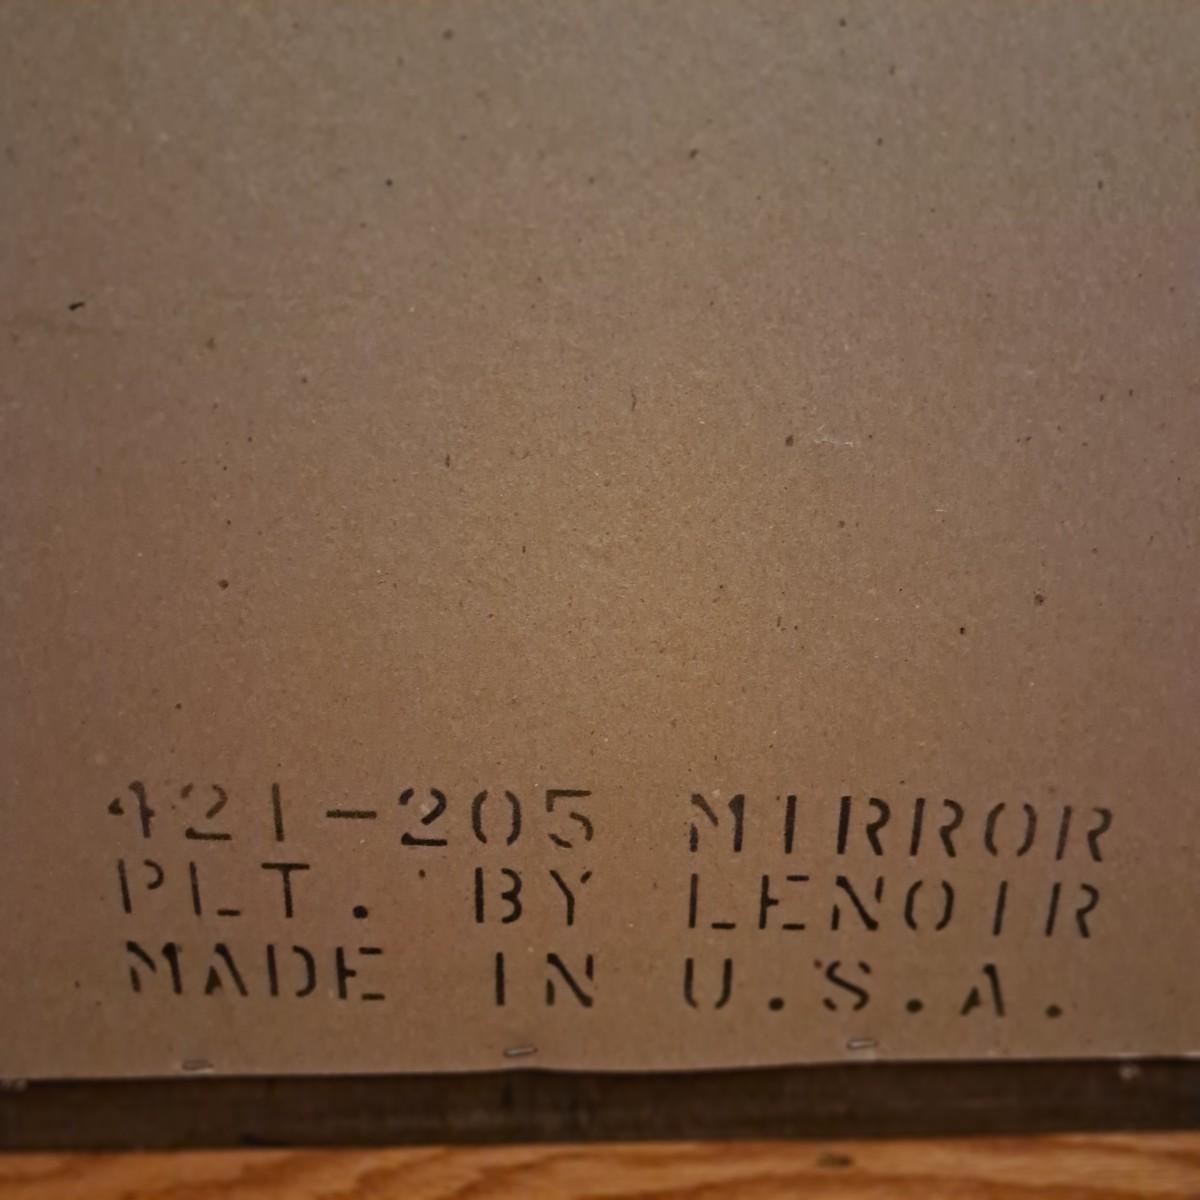 421-205 MIRROR
PLT. BY LENOIR
MADE IN U.S.A.